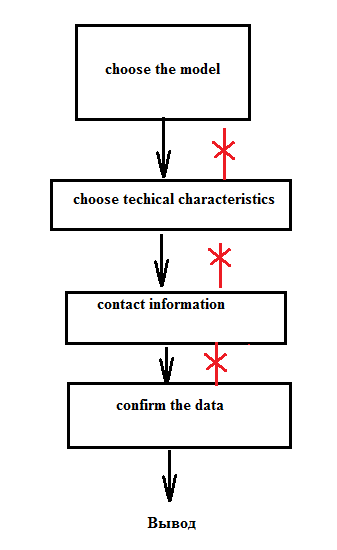 choose the model
choose techical characteristics
contact information
confirm the data
Вывод